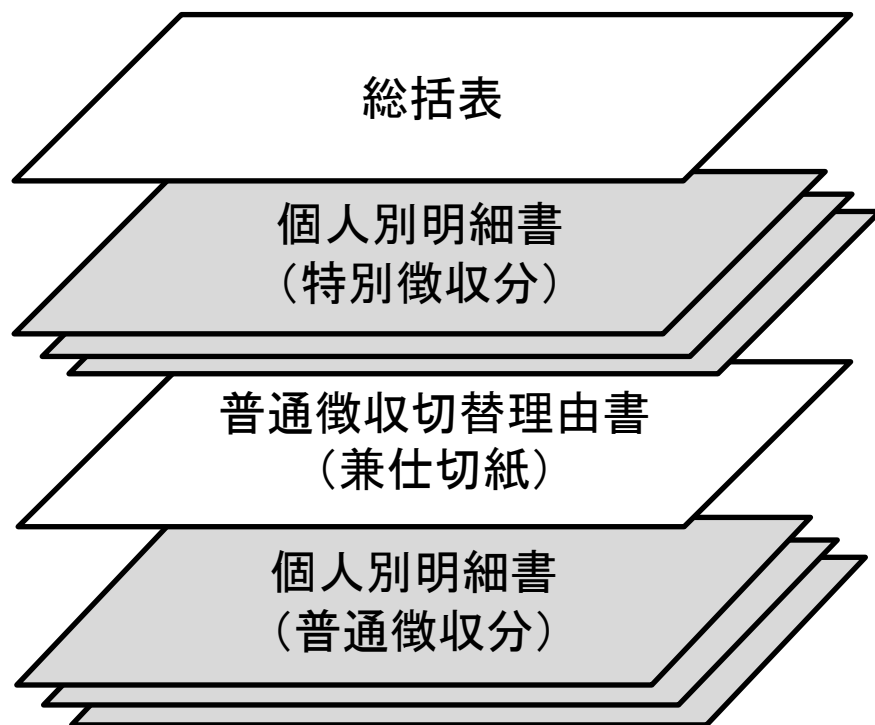 総括表
個人別明細書
（特別徴収分）
普通徴収切替理由書
（兼仕切紙）
個人別明細書
（普通徴収分）